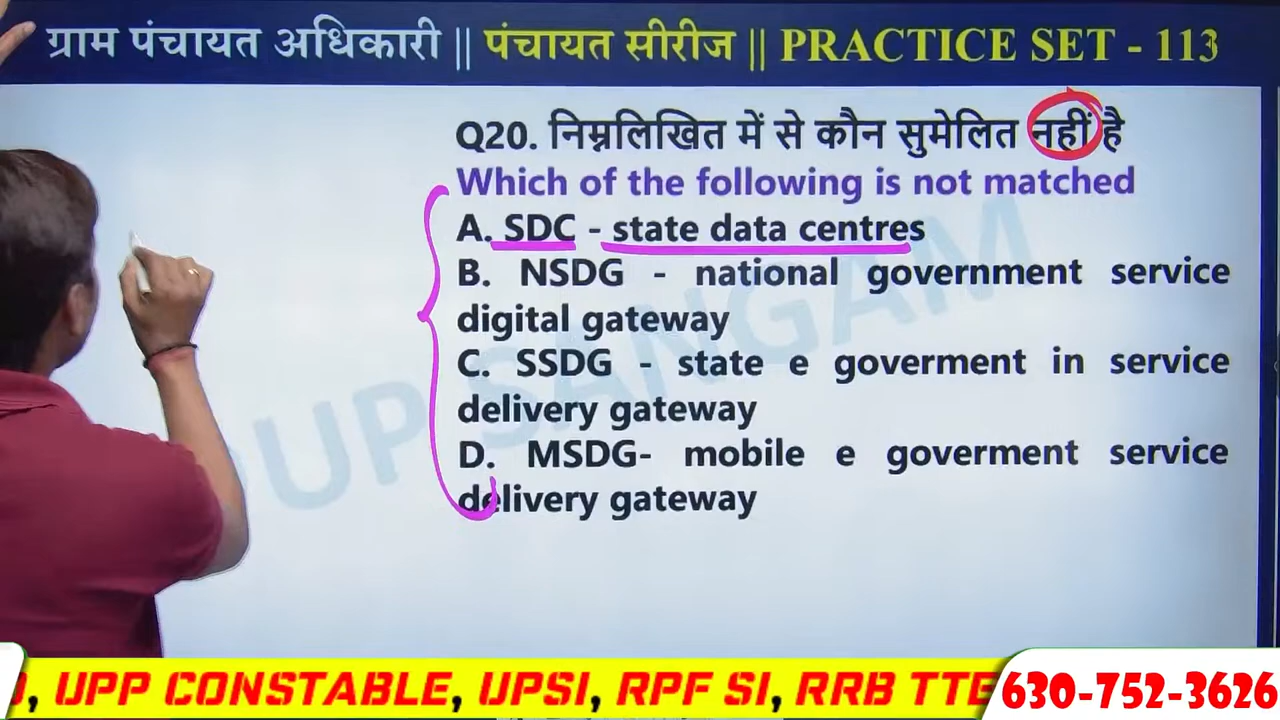 ग्राम पंचायत अधिकारी || पंचायत सीरीज || PRACTICE SET - 113
Q20. निम्नलिखित में से कौन सुमेलित नहीं है
Which of the following is not matched
A. SDC - state data centres
B. NSDG - national government service
digital gateway
C. SSDG - state e goverment in service
delivery gateway
D. MSDG- mobile e goverment service
delivery gateway
UP SANGAM
, UPP CONSTABLE, UPSI, RPF SI, RRB TTE
630-752-3626